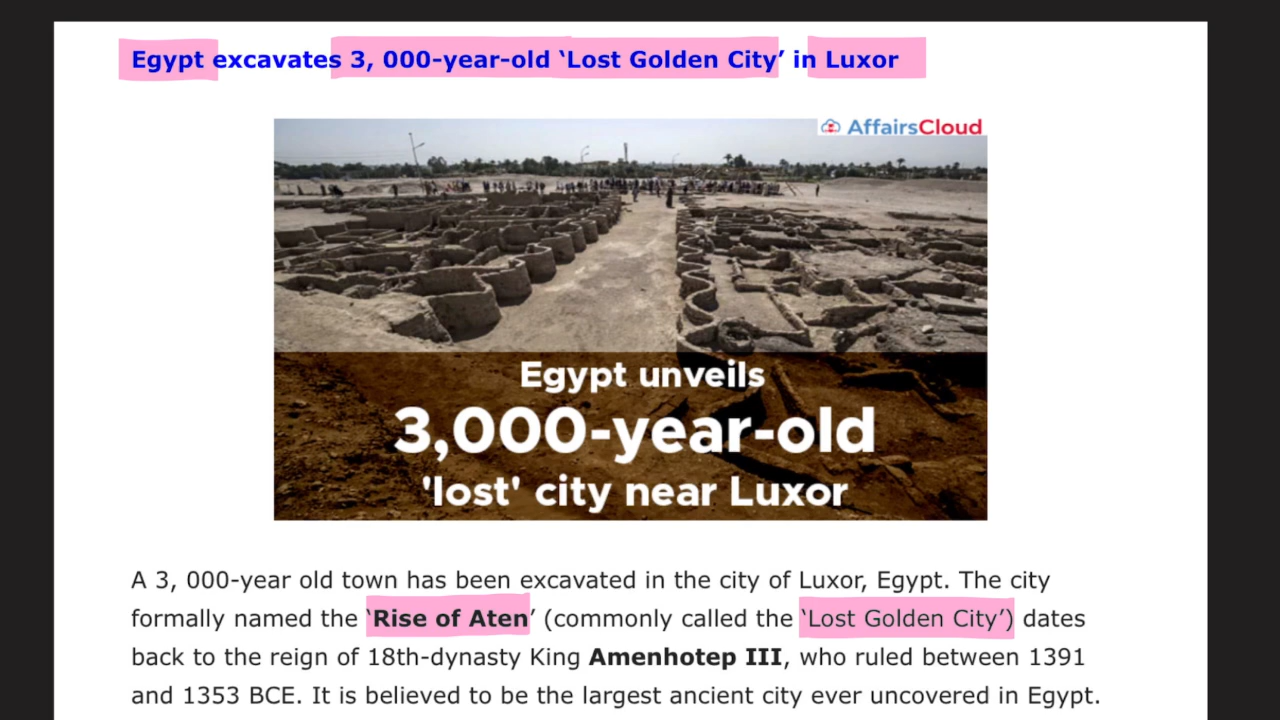 Egypt excavates 3, 000-year-old ‘Lost Golden City’ in Luxor
AffairsCloud
Egypt unveils
3,000-year-old
'lost' city near Luxor
A 3, 000-year old town has been excavated in the city of Luxor, Egypt. The city
formally named the ‘Rise of Aten’ (commonly called the ‘Lost Golden City’) dates
back to the reign of 18th-dynasty King Amenhotep III, who ruled between 1391
and 1353 BCE. It is believed to be the largest ancient city ever uncovered in Egypt.